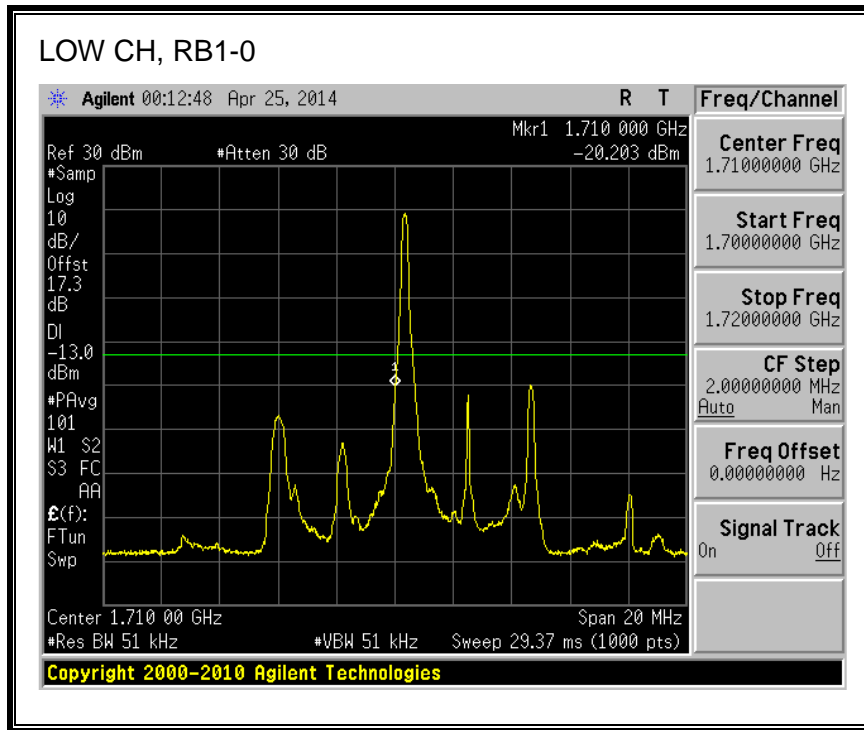 LOW CH, RB1-0
Agilent 00:12:48 Apr 25, 2014 R T
Mkr1 1.710 000 GHz
Ref 30 dBm #Atten 30 dB -20.203 dBm
#Samp
Log
10
dB/
Offst
17.3
dB
DI
-13.0
dBm
#PAvg
101
W1 S2
S3 FC
AA
£(f):
FTun
Swp
1
Center 1.710 00 GHz Span 20 MHz
#Res BW 51 kHz #VBW 51 kHz Sweep 29.37 ms (1000 pts)
Copyright 2000-2010 Agilent Technologies
Freq/Channel
Center Freq
1.71000000 GHz
Start Freq
1.70000000 GHz
Stop Freq
1.72000000 GHz
CF Step
2.00000000 MHz
Auto Man
Freq Offset
0.00000000 Hz
Signal Track
On Off